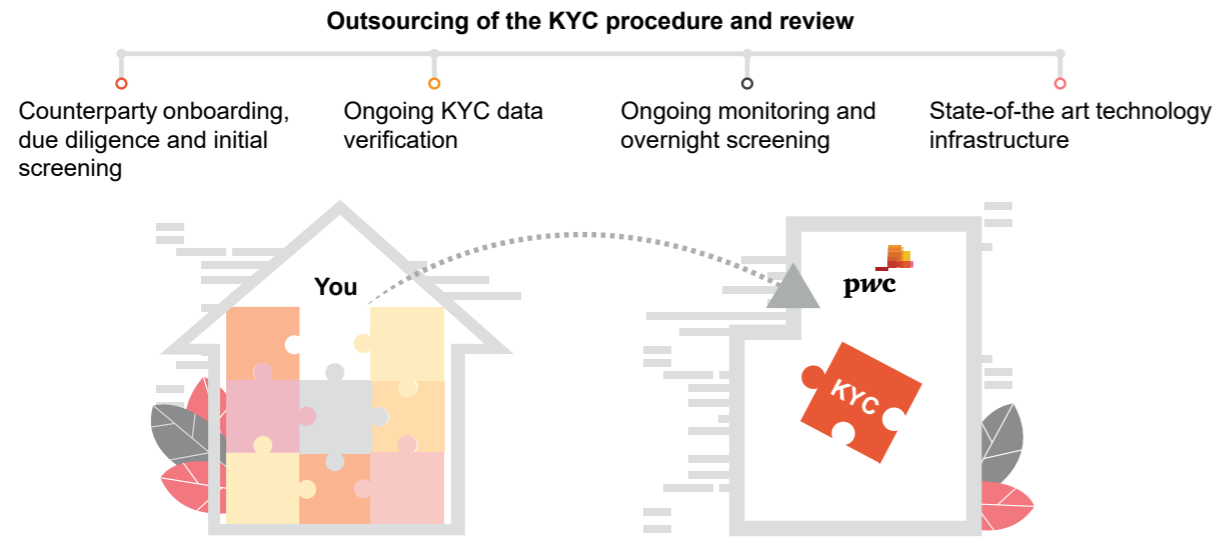 Outsourcing of the KYC procedure and review
Counterparty onboarding,
due diligence and initial
screening
Ongoing KYC data
verification
Ongoing monitoring and
overnight screening
State-of-the art technology
infrastructure
You
pwc
KYC